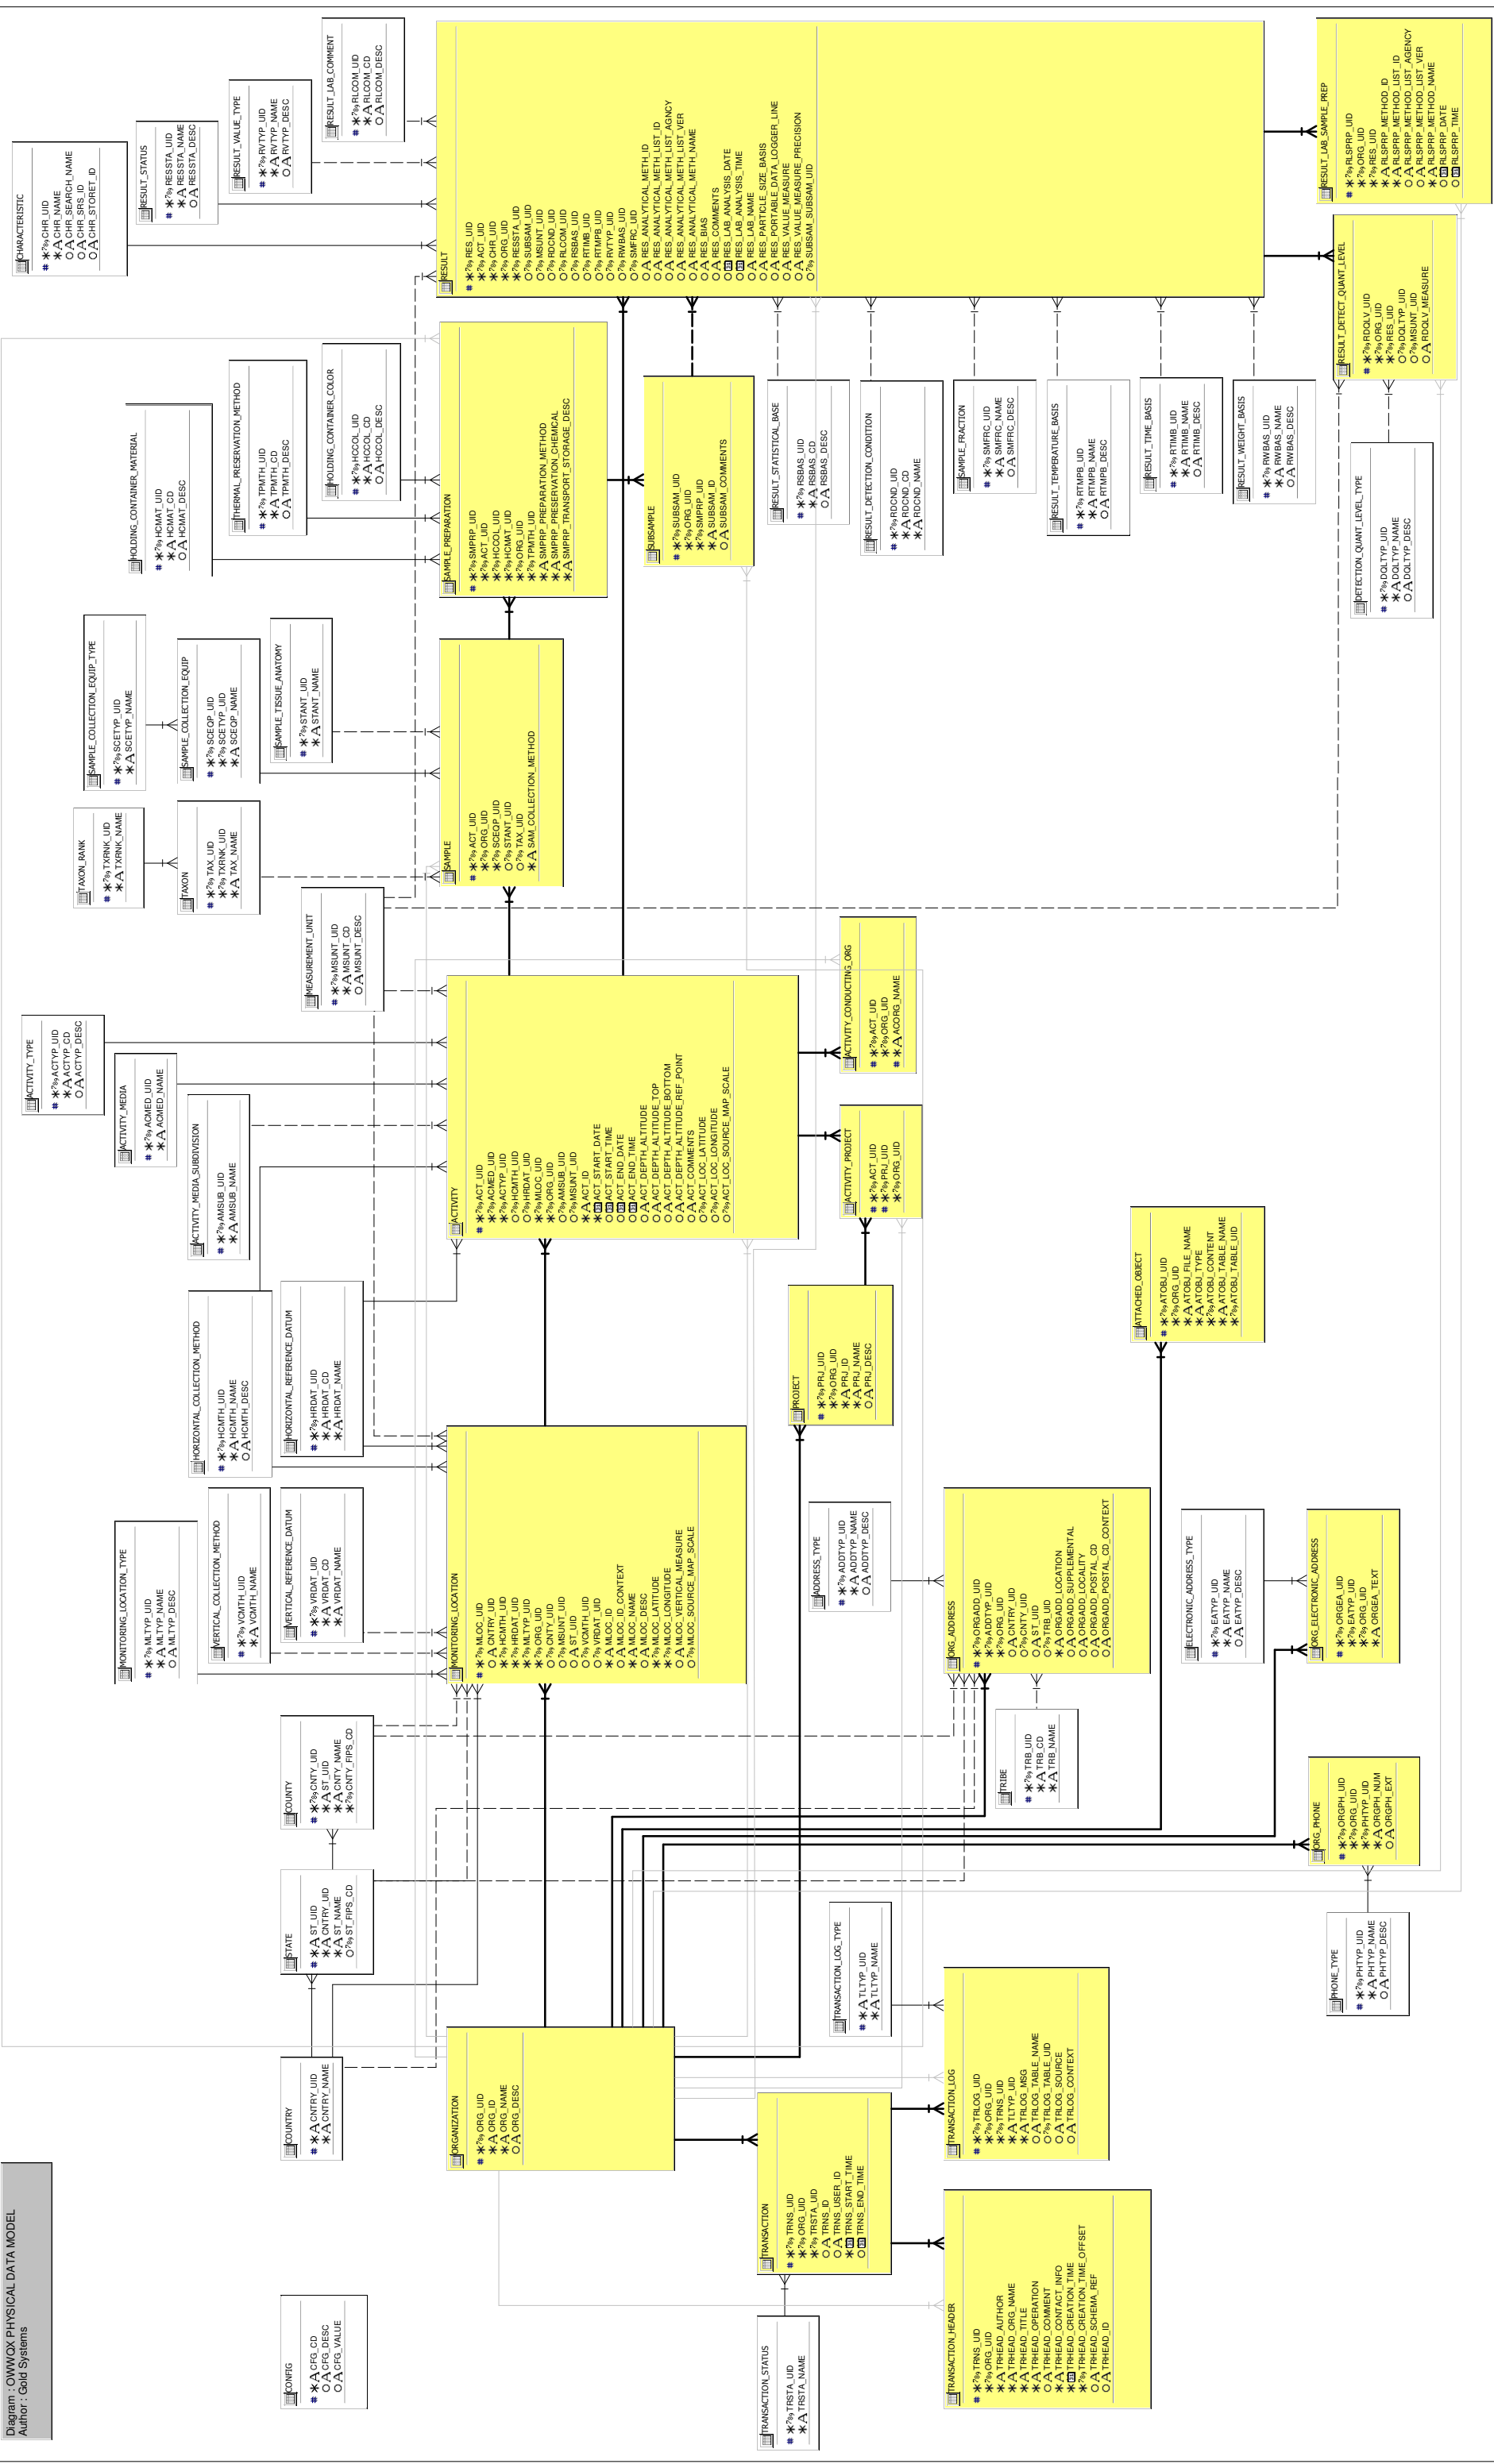 Diagram : OWWQX PHYSICAL DATA MODEL
Author : Gold Systems
CHARACTERISTIC
CHR_UID
CHR_NAME
CHR_SEARCH_NAME
CHR_SRS_ID
CHR_STORET_ID
ACTIVITY_TYPE
ACTYP_UID
ACTYP_CD
ACTYP_DESC
TAXON_RANK
TXRNK_UID
TXRNK_NAME
SAMPLE_COLLECTION_EQUIP_TYPE
SCETYP_UID
SCETYP_NAME
MONITORING_LOCATION_TYPE
MLTYP_UID
MLTYP_NAME
MLTYP_DESC
ACTIVITY_MEDIA
ACMED_UID
ACMED_NAME
HOLDING_CONTAINER_MATERIAL
HCMAT_UID
HCMAT_CD
HCMAT_DESC
RESULT_STATUS
RESSTA_UID
RESSTA_NAME
RESSTA_DESC
TAXON
TAX_UID
TXRNK_UID
TAX_NAME
SAMPLE_COLLECTION_EQUIP
SCEQP_UID
SCETYP_UID
SCEQP_NAME
HORIZONTAL_COLLECTION_METHOD
HCMTH_UID
HCMTH_NAME
HCMTH_DESC
ACTIVITY_MEDIA_SUBDIVISION
AMSUB_UID
AMSUB_NAME
VERTICAL_COLLECTION_METHOD
VCMTH_UID
VCMTH_NAME
THERMAL_PRESERVATION_METHOD
TPMTH_UID
TPMTH_CD
TPMTH_DESC
RESULT_VALUE_TYPE
RVTYP_UID
RVTYP_NAME
RVTYP_DESC
SAMPLE_TISSUE_ANATOMY
STANT_UID
STANT_NAME
CONFIG
CFG_CD
CFG_DESC
CFG_VALUE
COUNTRY
CNTRY_UID
CNTRY_NAME
STATE
ST_UID
CNTRY_UID
ST_NAME
ST_FIPS_CD
COUNTY
CNTY_UID
ST_UID
CNTY_NAME
CNTY_FIPS_CD
VERTICAL_REFERENCE_DATUM
VRDAT_UID
VRDAT_CD
VRDAT_NAME
HORIZONTAL_REFERENCE_DATUM
HRDAT_UID
HRDAT_CD
HRDAT_NAME
MEASUREMENT_UNIT
MSUNT_UID
MSUNT_CD
MSUNT_DESC
HOLDING_CONTAINER_COLOR
HCCOL_UID
HCCOL_CD
HCCOL_DESC
RESULT_LAB_COMMENT
RLCOM_UID
RLCOM_CD
RLCOM_DESC
ORGANIZATION
ORG_UID
ORG_ID
ORG_NAME
ORG_DESC
MONITORING_LOCATION
MLOC_UID
CNTRY_UID
HCMTH_UID
HRDAT_UID
MLTYP_UID
ORG_UID
CNTY_UID
MSUNT_UID
ST_UID
VCMTH_UID
VRDAT_UID
MLOC_ID
MLOC_ID_CONTEXT
MLOC_NAME
MLOC_DESC
MLOC_LATITUDE
MLOC_LONGITUDE
MLOC_VERTICAL_MEASURE
MLOC_SOURCE_MAP_SCALE
ACTIVITY
ACT_UID
ACMED_UID
ACTYP_UID
HCMTH_UID
HRDAT_UID
MLOC_UID
ORG_UID
AMSUB_UID
MSUNT_UID
ACT_ID
ACT_START_DATE
ACT_START_TIME
ACT_END_DATE
ACT_END_TIME
ACT_DEPTH_ALTITUDE
ACT_DEPTH_ALTITUDE_TOP
ACT_DEPTH_ALTITUDE_BOTTOM
ACT_DEPTH_ALTITUDE_REF_POINT
ACT_COMMENTS
ACT_LOC_LATITUDE
ACT_LOC_LONGITUDE
ACT_LOC_SOURCE_MAP_SCALE
SAMPLE
ACT_UID
ORG_UID
SCEQP_UID
STANT_UID
TAX_UID
SAM_COLLECTION_METHOD
SAMPLE_PREPARATION
SMPRP_UID
ACT_UID
HCCOL_UID
HCMAT_UID
ORG_UID
TPMTH_UID
SMPRP_PREPARATION_METHOD
SMPRP_PRESERVATION_CHEMICAL
SMPRP_TRANSPORT_STORAGE_DESC
RESULT
RES_UID
ACT_UID
CHR_UID
ORG_UID
RESSTA_UID
SUBSAM_UID
MSUNT_UID
RDCND_UID
RLCOM_UID
RSBAS_UID
RTIMB_UID
RTMPB_UID
RVTYP_UID
RWBAS_UID
SMFRC_UID
RES_ANALYTICAL_METH_ID
RES_ANALYTICAL_METH_LIST_ID
RES_ANALYTICAL_METH_LIST_AGNCY
RES_ANALYTICAL_METH_LIST_VER
RES_ANALYTICAL_METH_NAME
RES_BIAS
RES_COMMENTS
RES_LAB_ANALYSIS_DATE
RES_LAB_ANALYSIS_TIME
RES_LAB_NAME
RES_PARTICLE_SIZE_BASIS
RES_PORTABLE_DATA_LOGGER_LINE
RES_VALUE_MEASURE
RES_VALUE_MEASURE_PRECISION
SUBSAM_SUBSAM_UID
SUBSAMPLE
SUBSAM_UID
ORG_UID
SMPRP_UID
SUBSAM_ID
SUBSAM_COMMENTS
TRANSACTION_STATUS
TRSTA_UID
TRSTA_NAME
TRANSACTION
TRNS_UID
ORG_UID
TRSTA_UID
TRNS_ID
TRNS_USER_ID
TRNS_START_TIME
TRNS_END_TIME
PROJECT
PRJ_UID
ORG_UID
PRJ_ID
PRJ_NAME
PRJ_DESC
RESULT_STATISTICAL_BASE
RSBAS_UID
RSBAS_CD
RSBAS_DESC
TRANSACTION_LOG_TYPE
TLTYP_UID
TLTYP_NAME
ADDRESS_TYPE
ADDTYP_UID
ADDTYP_NAME
ADDTYP_DESC
ACTIVITY_PROJECT
ACT_UID
PRJ_UID
ORG_UID
ACTIVITY_CONDUCTING_ORG
ACT_UID
ORG_UID
ACORG_NAME
RESULT_DETECTION_CONDITION
RDCND_UID
RDCND_CD
RDCND_NAME
TRANSACTION_HEADER
TRNS_UID
ORG_UID
TRHEAD_AUTHOR
TRHEAD_ORG_NAME
TRHEAD_TITLE
TRHEAD_OPERATION
TRHEAD_COMMENT
TRHEAD_CONTACT_INFO
TRHEAD_CREATION_TIME
TRHEAD_CREATION_TIME_OFFSET
TRHEAD_SCHEMA_REF
TRHEAD_ID
TRANSACTION_LOG
TRLOG_UID
ORG_UID
TRNS_UID
TLTYP_UID
TRLOG_MSG
TRLOG_TABLE_NAME
TRLOG_TABLE_UID
TRLOG_SOURCE
TRLOG_CONTEXT
TRIBE
TRB_UID
TRB_CD
TRB_NAME
ORG_ADDRESS
ORGADD_UID
ADDTYP_UID
ORG_UID
CNTRY_UID
CNTY_UID
ST_UID
TRB_UID
ORGADD_LOCATION
ORGADD_SUPPLEMENTAL
ORGADD_LOCALITY
ORGADD_POSTAL_CD
ORGADD_POSTAL_CD_CONTEXT
SAMPLE_FRACTION
SMFRC_UID
SMFRC_NAME
SMFRC_DESC
RESULT_TEMPERATURE_BASIS
RTMPB_UID
RTMPB_NAME
RTMPB_DESC
ATTACHED_OBJECT
ATOBJ_UID
ORG_UID
ATOBJ_FILE_NAME
ATOBJ_TYPE
ATOBJ_CONTENT
ATOBJ_TABLE_NAME
ATOBJ_TABLE_UID
RESULT_TIME_BASIS
RTIMB_UID
RTIMB_NAME
RTIMB_DESC
ELECTRONIC_ADDRESS_TYPE
EATYP_UID
EATYP_NAME
EATYP_DESC
RESULT_WEIGHT_BASIS
RWBAS_UID
RWBAS_NAME
RWBAS_DESC
PHONE_TYPE
PHTYP_UID
PHTYP_NAME
PHTYP_DESC
ORG_PHONE
ORGPH_UID
ORG_UID
PHTYP_UID
ORGPH_NUM
ORGPH_EXT
ORG_ELECTRONIC_ADDRESS
ORGEA_UID
EATYP_UID
ORG_UID
ORGEA_TEXT
DETECTION_QUANT_LEVEL_TYPE
DQLTYP_UID
DQLTYP_NAME
DQLTYP_DESC
RESULT_DETECT_QUANT_LEVEL
RDQLV_UID
ORG_UID
RES_UID
DQLTYP_UID
MSUNT_UID
RDQLV_MEASURE
RESULT_LAB_SAMPLE_PREP
RLSPRP_UID
ORG_UID
RES_UID
RLSPRP_METHOD_ID
RLSPRP_METHOD_LIST_ID
RLSPRP_METHOD_LIST_AGENCY
RLSPRP_METHOD_LIST_VER
RLSPRP_METHOD_NAME
RLSPRP_DATE
RLSPRP_TIME